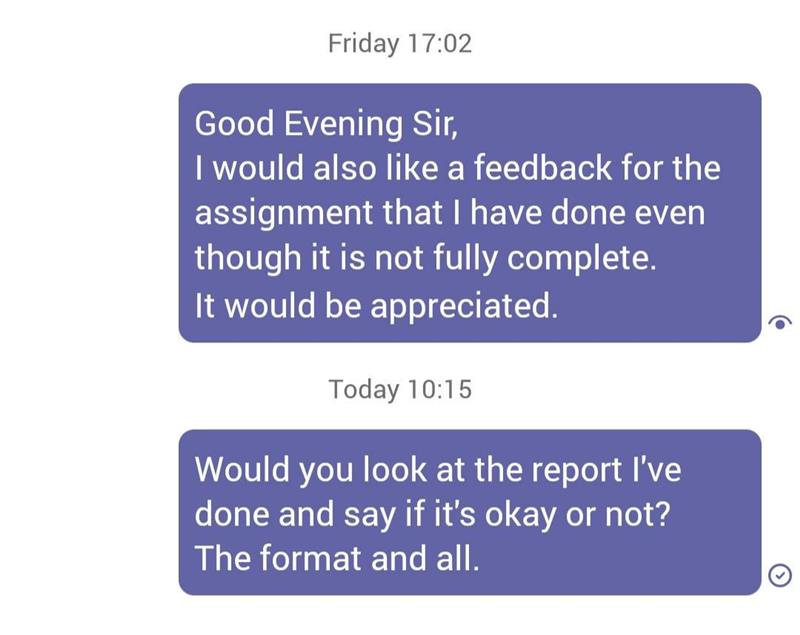 Friday 17:02
Good Evening Sir,
I would also like a feedback for the
assignment that I have done even
though it is not fully complete.
It would be appreciated.
Today 10:15
Would you look at the report I've
done and say if it's okay or not?
The format and all.